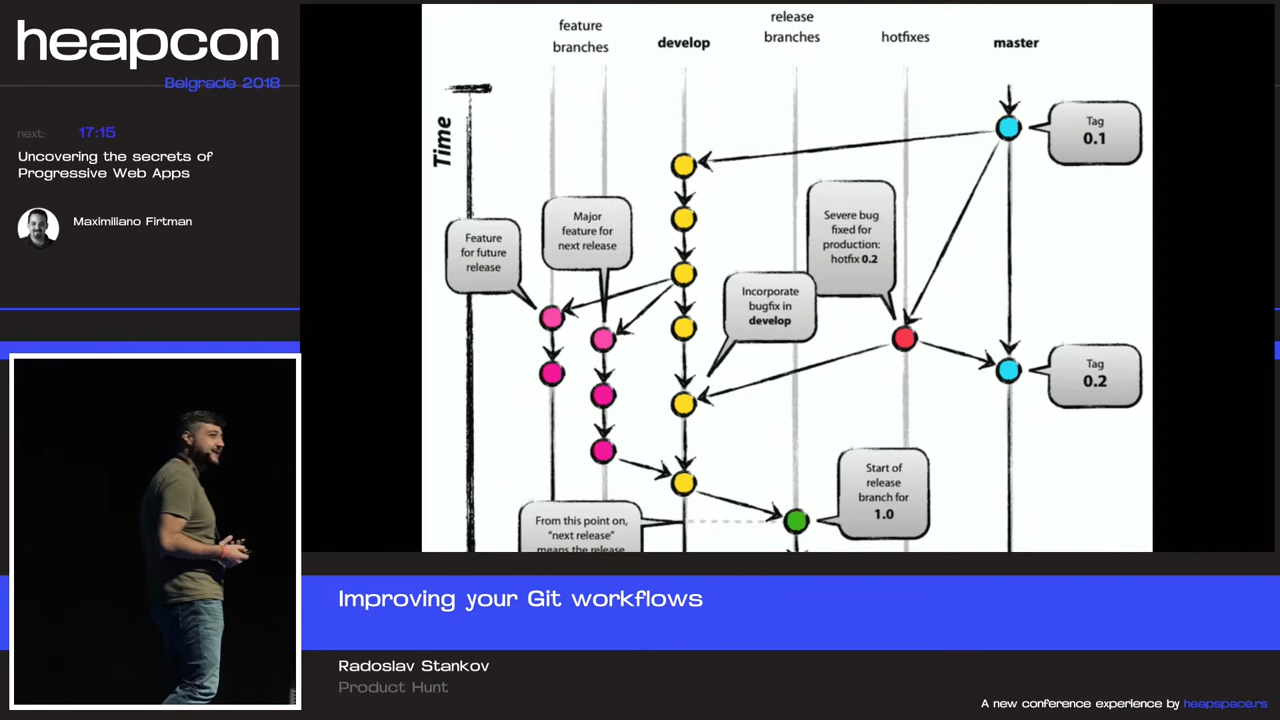 heapcon
Belgrade 2018
next: 17:15
Uncovering the secrets of
Progressive Web Apps
Maximiliano Firtman
feature
branches
develop
release
branches
hotfixes
master
Time
Tag
0.1
Major
feature for
next release
Feature
for future
release
Severe bug
fixed for
production:
hotfix 0.2
Incorporate
bugfix in
develop
Tag
0.2
Start of
release
branch for
1.0
From this point on,
"next release"
means the release
Improving your Git workflows
Radoslav Stankov
Product Hunt
A new conference experience by heapspace.rs